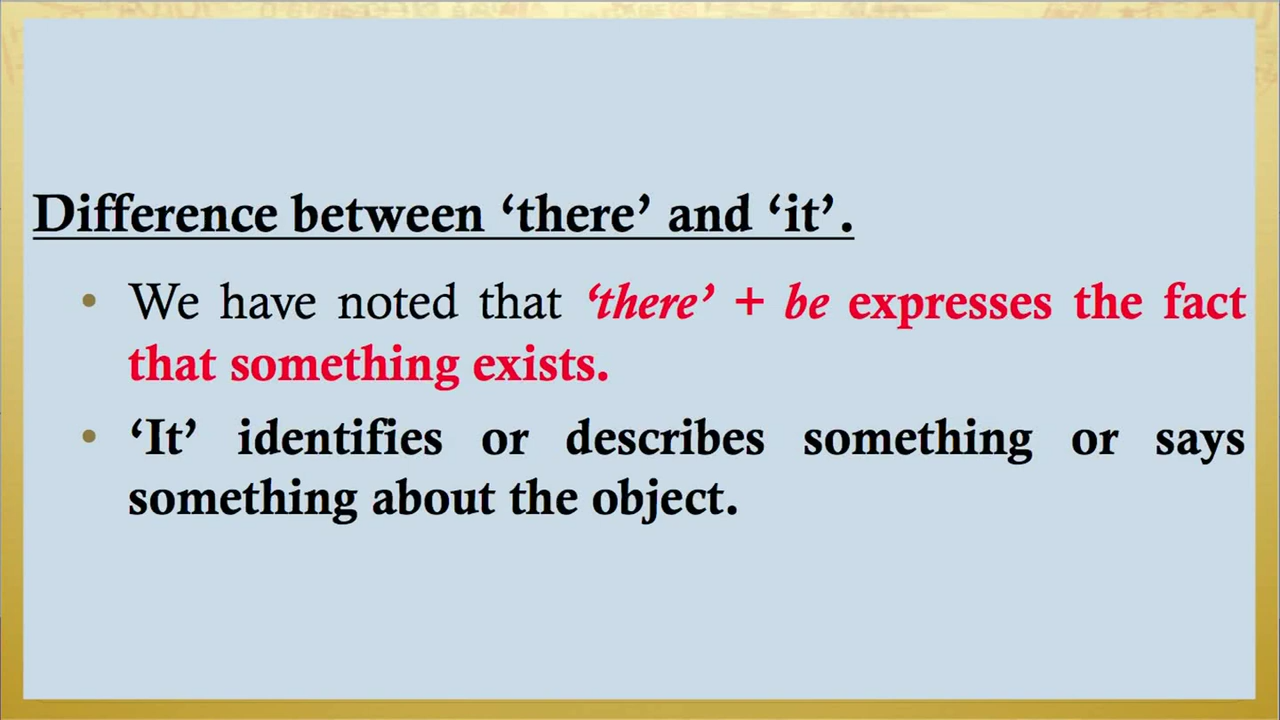 Difference between ‘there’ and ‘it’.
• We have noted that ‘there’ + be expresses the fact
that something exists.
• ‘It’ identifies or describes something or says
something about the object.